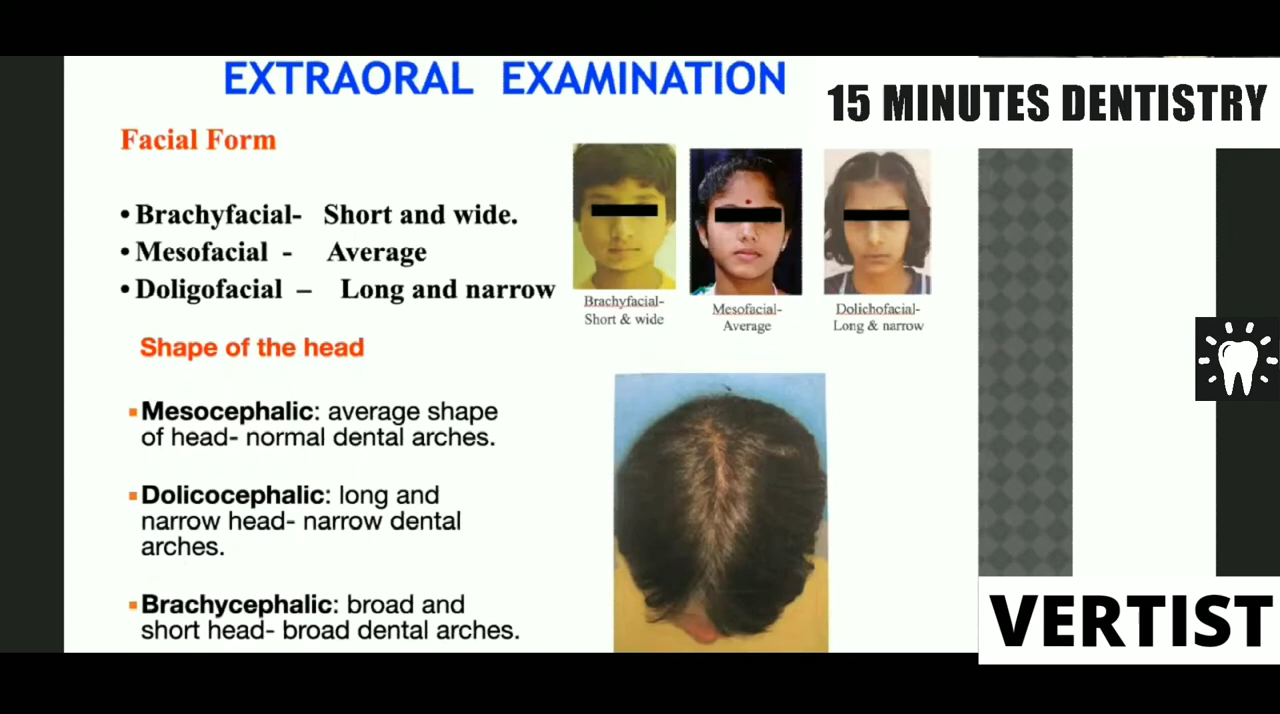 EXTRAORAL EXAMINATION
15 MINUTES DENTISTRY
Facial Form
• Brachyfacial- Short and wide.
• Mesofacial - Average
• Doligofacial – Long and narrow
Brachyfacial-
Short & wide
Mesofacial-
Average
Dolichofacial-
Long & narrow
Shape of the head
▪ Mesocephalic: average shape
of head- normal dental arches.
▪ Dolicocephalic: long and
narrow head- narrow dental
arches.
▪ Brachycephalic: broad and
short head- broad dental arches.
VERTIST